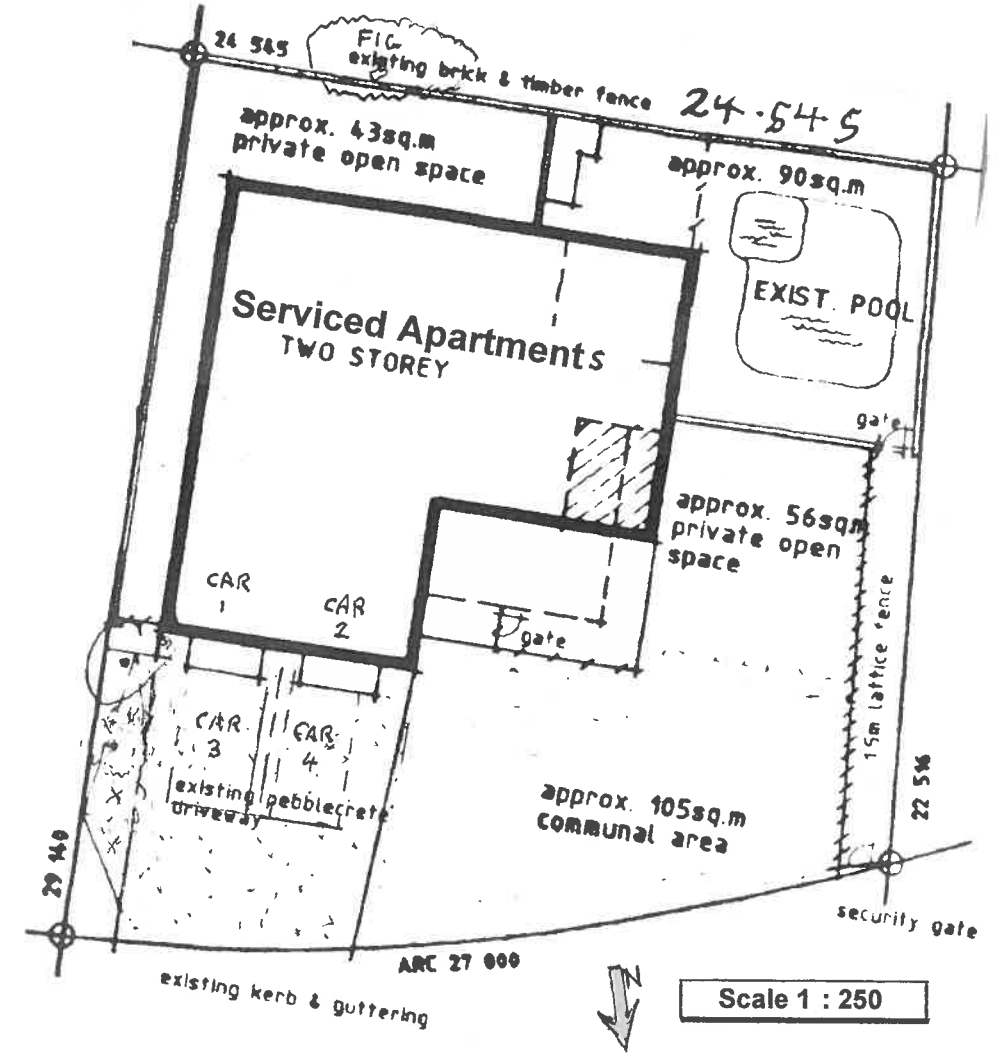 24 545
FIG
existing brick & timber fence
24.545
approx. 43sq.m
private open space
approx. 90sq.m
EXIST. POOL
Serviced Apartments
TWO STOREY
gate
approx. 56sq.m
private open
space
CAR
1
CAR
2
gate
15m lattice fence
CAR
3
CAR
4
existing pebblecrete
driveway
approx. 105sq.m
communal area
22 516
29 140
security gate
ARC 27 000
existing kerb & guttering
N
Scale 1 : 250